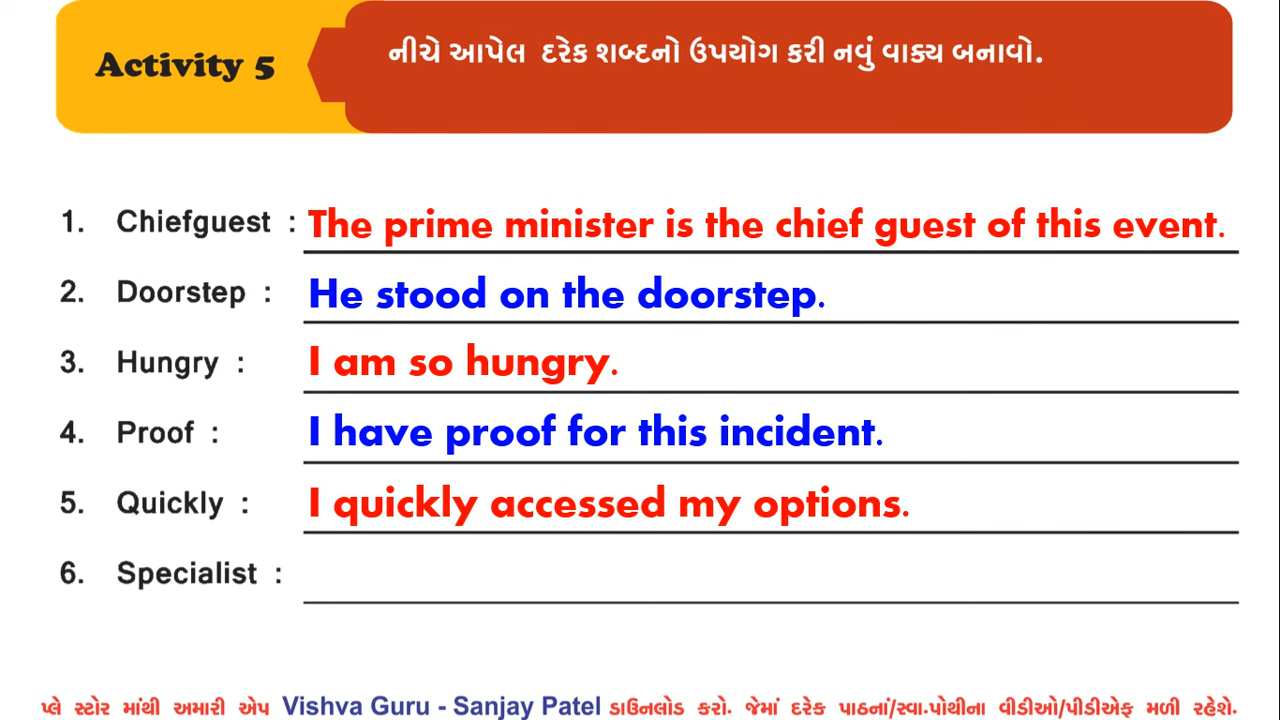 Activity 5
નીચે આપેલ દરેક શબ્દનો ઉપયોગ કરી નવું વાક્ય બનાવો.
1. Chiefguest : The prime minister is the chief guest of this event.
2. Doorstep : He stood on the doorstep.
3. Hungry : I am so hungry.
4. Proof : I have proof for this incident.
5. Quickly : I quickly accessed my options.
6. Specialist :
પ્લે સ્ટોર માંથી અમારી એપ Vishva Guru - Sanjay Patel ડાઉનલોડ કરો. જેમાં દરેક પાઠનાં/સ્વા.પોથીના વીડીઓ/પીડીએફ મળી રહેશે.